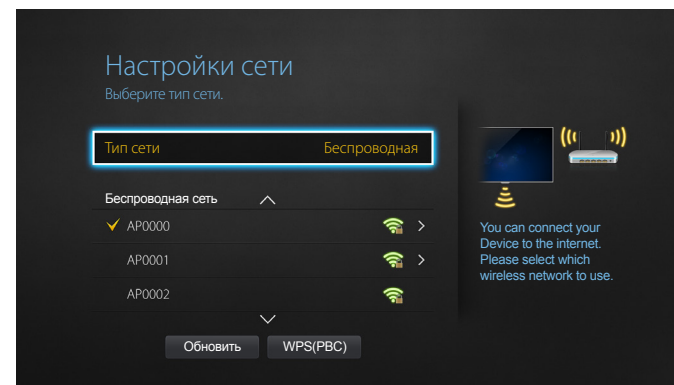 Настройки сети
Выберите тип сети.
Тип сети Беспроводная
Беспроводная сеть
AP0000
AP0001
AP0002
Обновить WPS(PBC)
You can connect your
Device to the internet.
Please select which
wireless network to use.